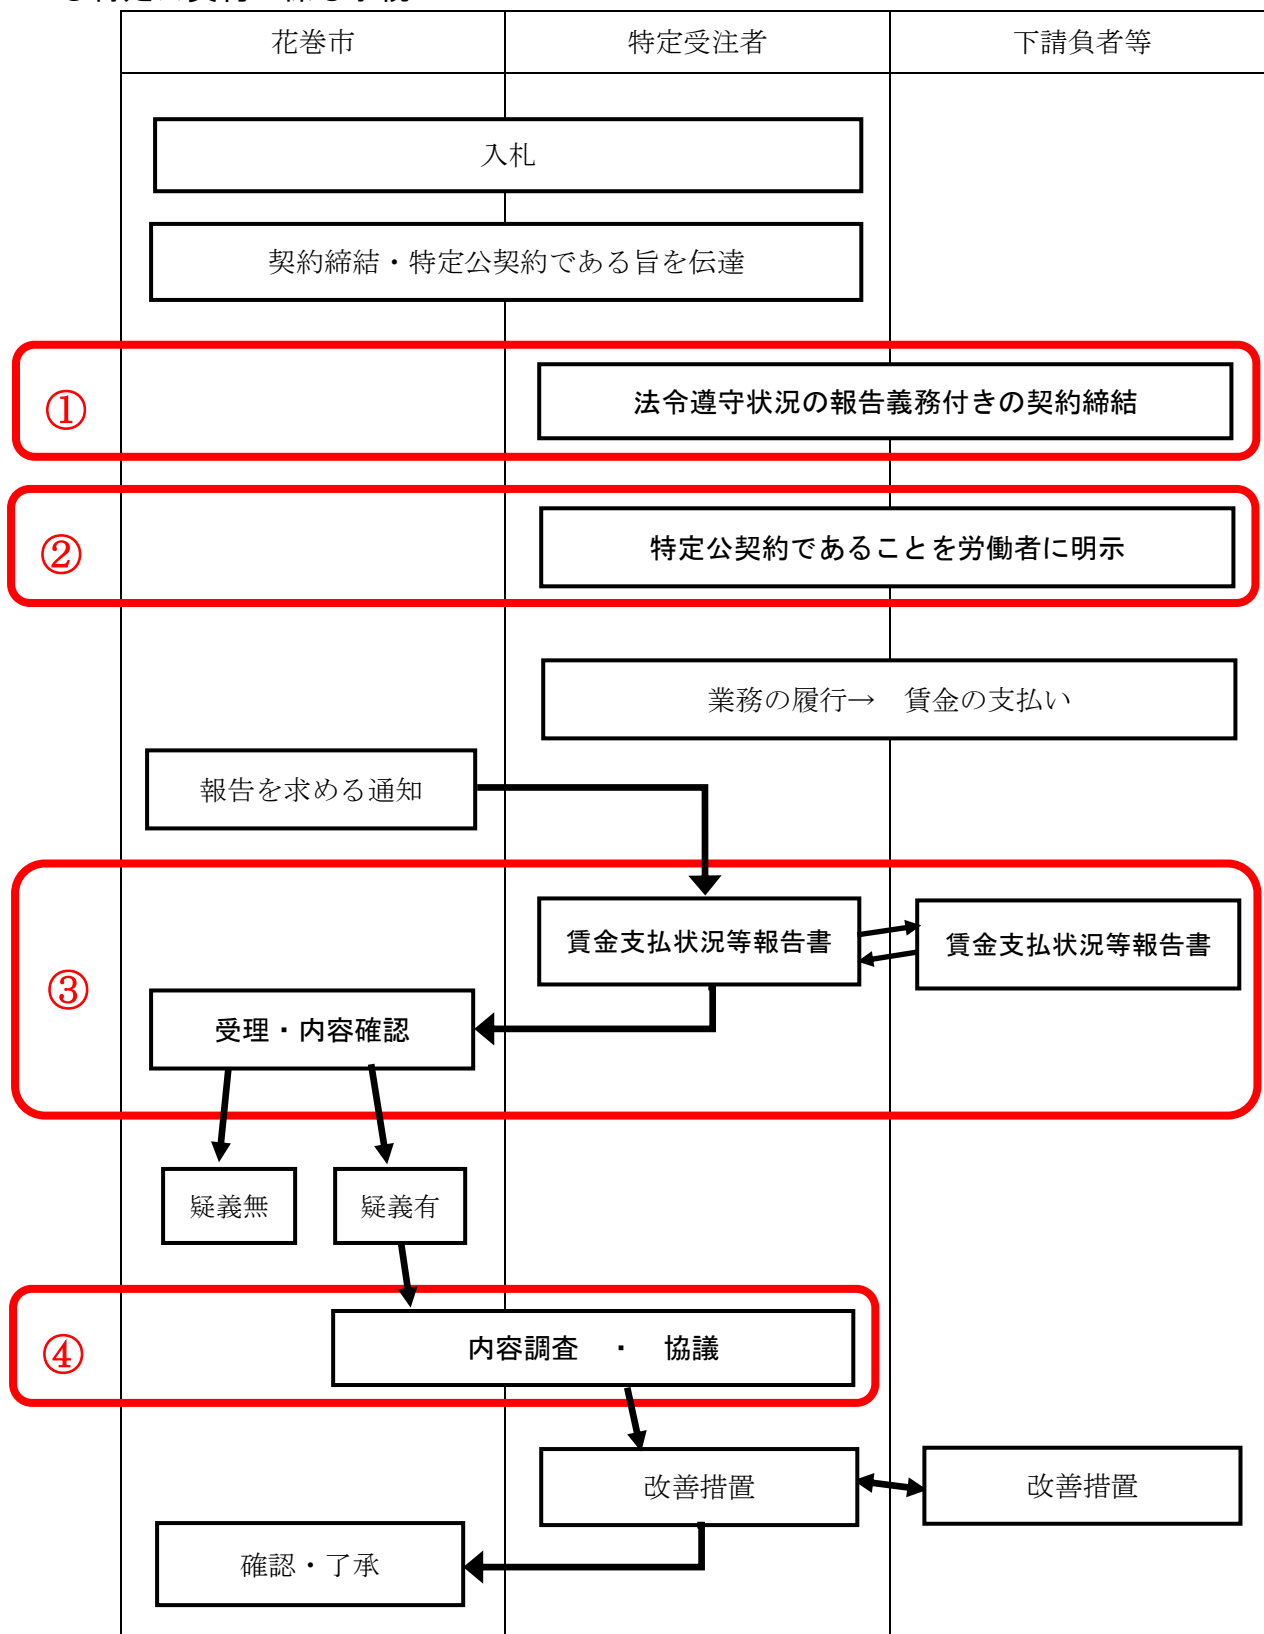 花巻市 特定受注者 下請負者等
入札
契約締結・特定公契約である旨を伝達
① 法令遵守状況の報告義務付きの契約締結
② 特定公契約であることを労働者に明示
業務の履行→ 賃金の支払い
報告を求める通知
賃金支払状況等報告書 賃金支払状況等報告書
③
受理・内容確認
疑義無 疑義有
④ 内容調査 ・ 協議
改善措置 改善措置
確認・了承